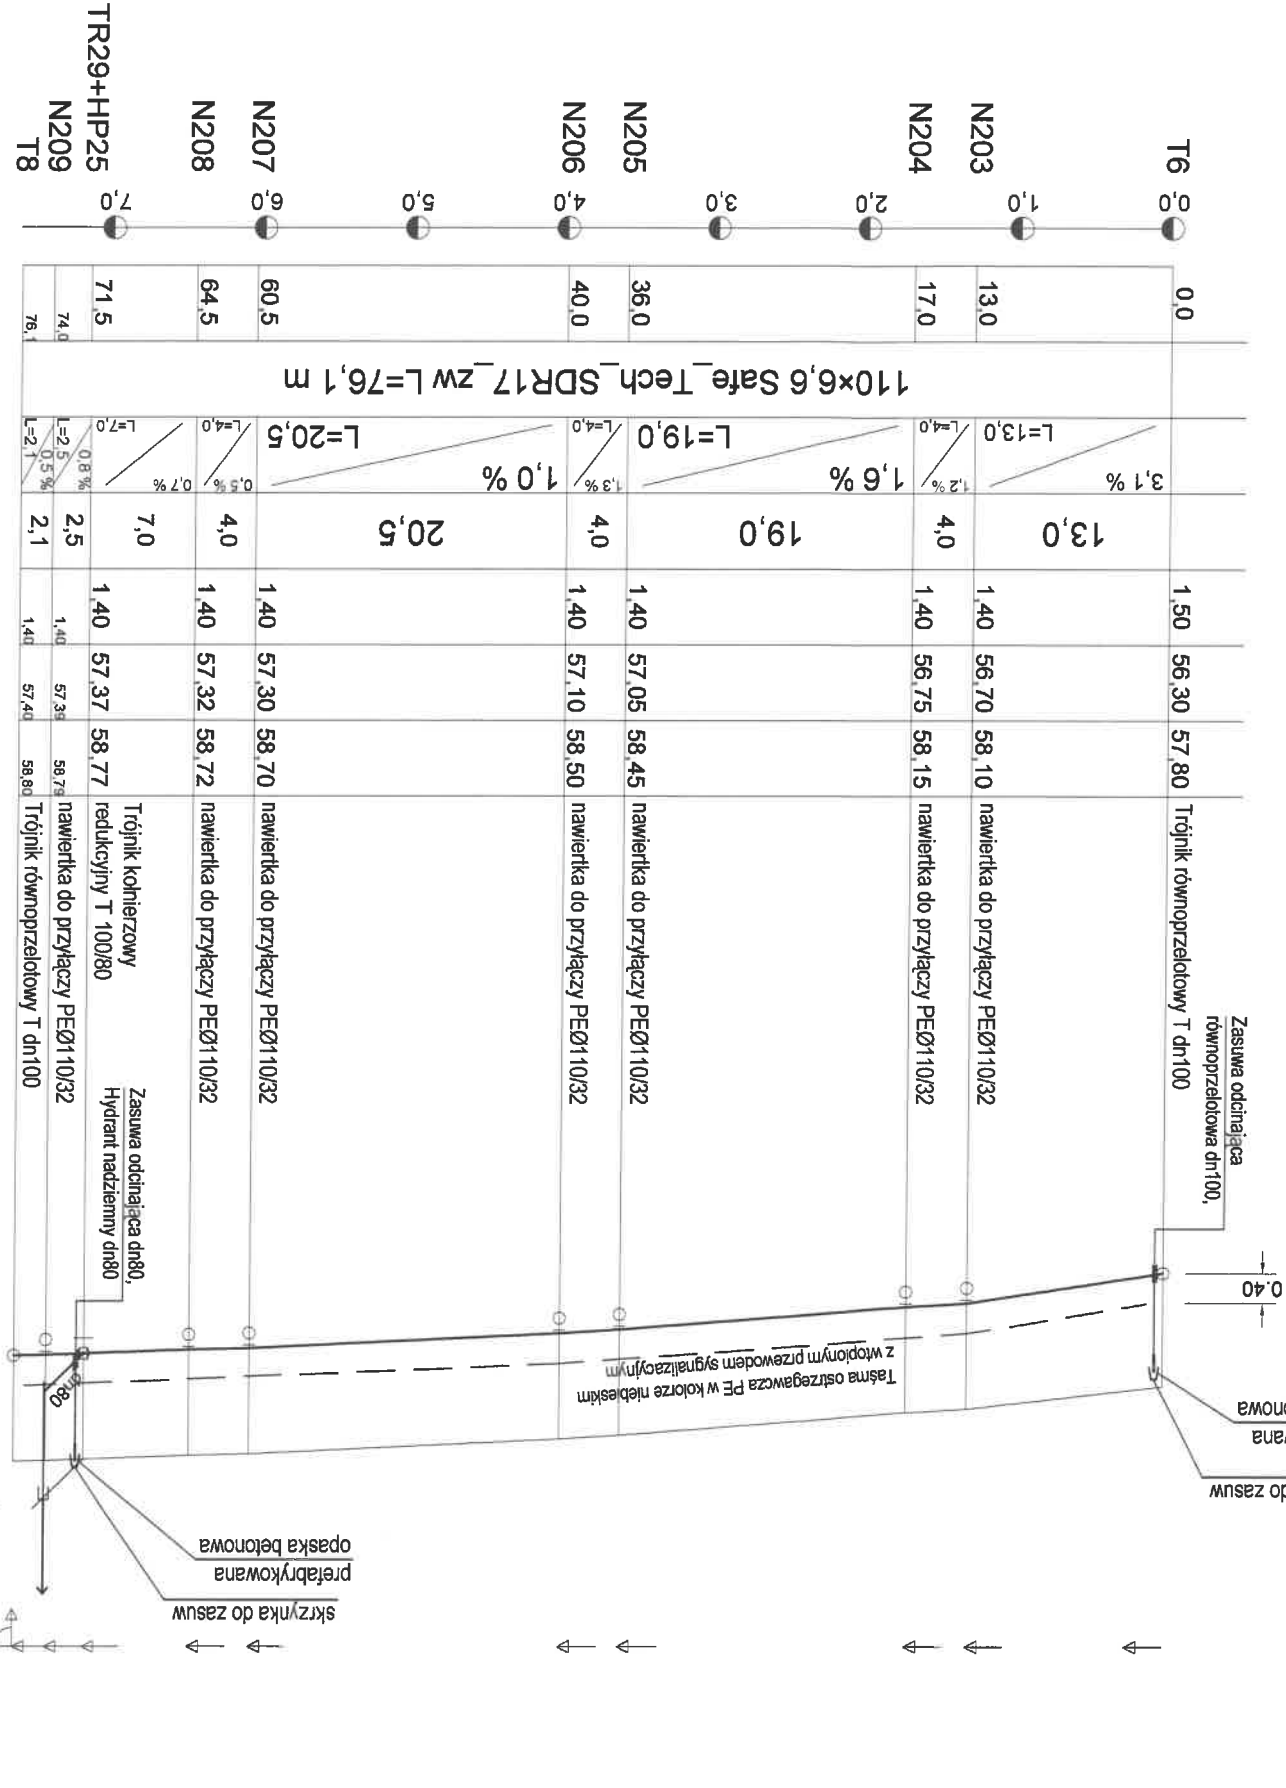 T6
N203
N204
N205
N206
N207
N208
TR29+HP25
N209
T8
0,0
1,0
2,0
3,0
4,0
5,0
6,0
7,0
0,0
13,0
17,0
36,0
40,0
60,5
64,5
71,5
74,0
76,1
110×6,6 Safe_Tech_SDR17_zw L=76,1 m
3,1 %
L=13,0
1,2 %
L=4,0
1,6 %
L=19,0
1,3 %
L=4,0
1,0 %
L=20,5
0,5 %
L=4,0
0,7 %
L=7,0
0,8 %
L=2,5
0,5 %
L=2,1
13,0
4,0
19,0
4,0
20,5
4,0
7,0
2,5
2,1
1,50
1,40
1,40
1,40
1,40
1,40
1,40
1,40
1,40
1,40
56,30
56,70
56,75
57,05
57,10
57,30
57,32
57,37
57,39
57,40
57,80
58,10
58,15
58,45
58,50
58,70
58,72
58,77
58,79
58,80
Trójnik równoprzelotowy T dn100
nawiertka do przyłączy PEØ110/32
nawiertka do przyłączy PEØ110/32
nawiertka do przyłączy PEØ110/32
nawiertka do przyłączy PEØ110/32
nawiertka do przyłączy PEØ110/32
nawiertka do przyłączy PEØ110/32
Trójnik kołnierzowy
redukcyjny T 100/80
nawiertka do przyłączy PEØ110/32
Trójnik równoprzelotowy T dn100
Zasuwa odcinająca
równoprzelotowa dn100,
Zasuwa odcinająca dn80,
Hydrant nadziemny dn80
0.40
Taśma ostrzegawcza PE w kolorze niebieskim
z wtopionym przewodem sygnalizacyjnym
dn80
skrzynka do zasuw
prefabrykowana
opaska betonowa
do zasuw